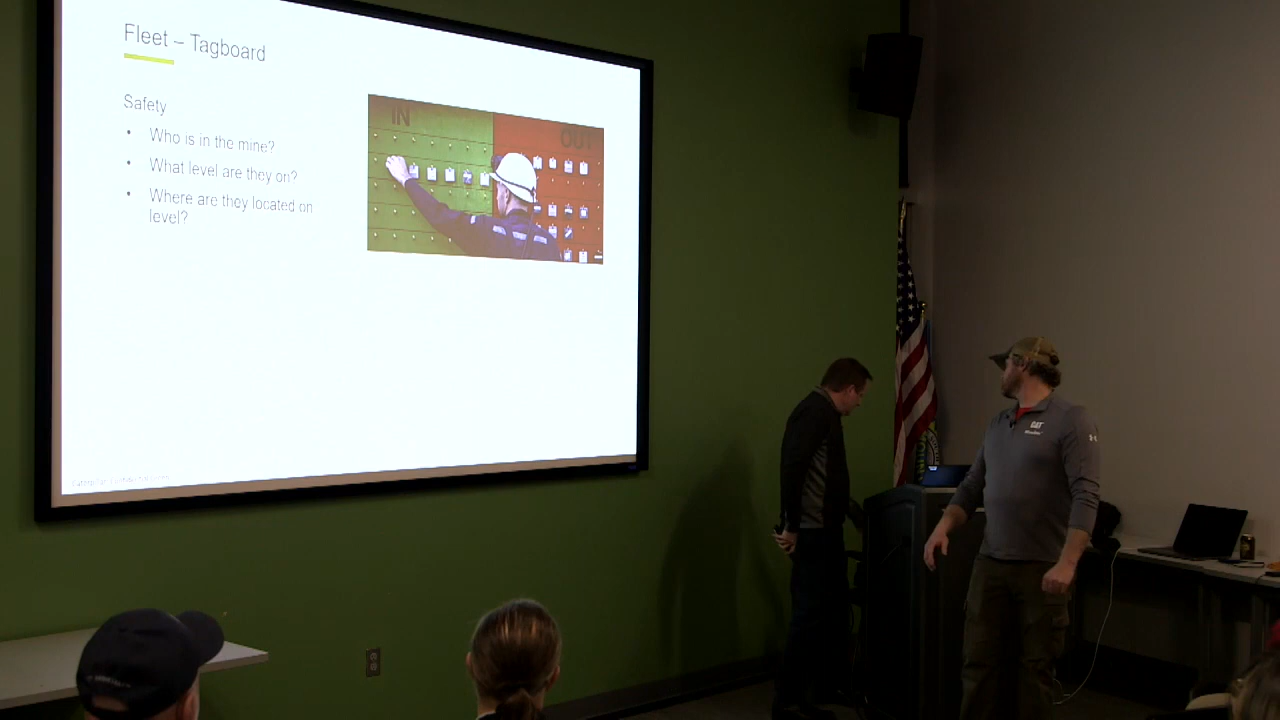 Fleet – Tagboard
Safety
• Who is in the mine?
• What level are they on?
• Where are they located on
level?
IN
OUT
CAT